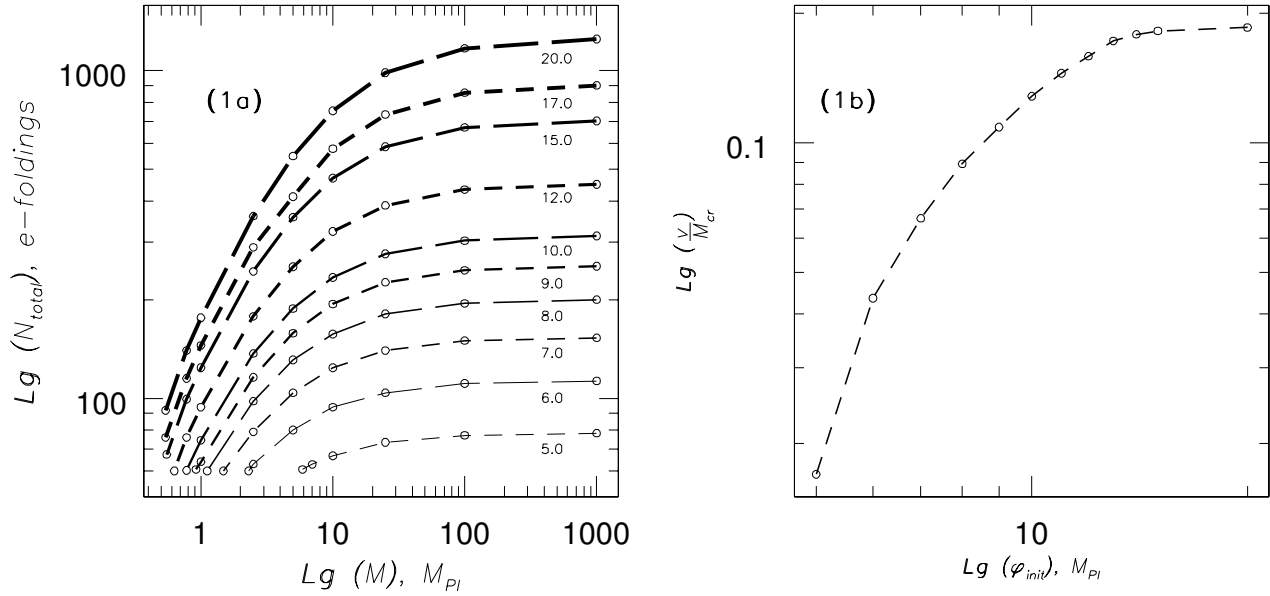 Lg (N_total), e-foldings
1000
100
(1a)
20.0
17.0
15.0
12.0
10.0
9.0
8.0
7.0
6.0
5.0
1 10 100 1000
Lg (M), M_Pl
Lg (v/M)_cr
0.1
(1b)
10
Lg (φ_init), M_Pl